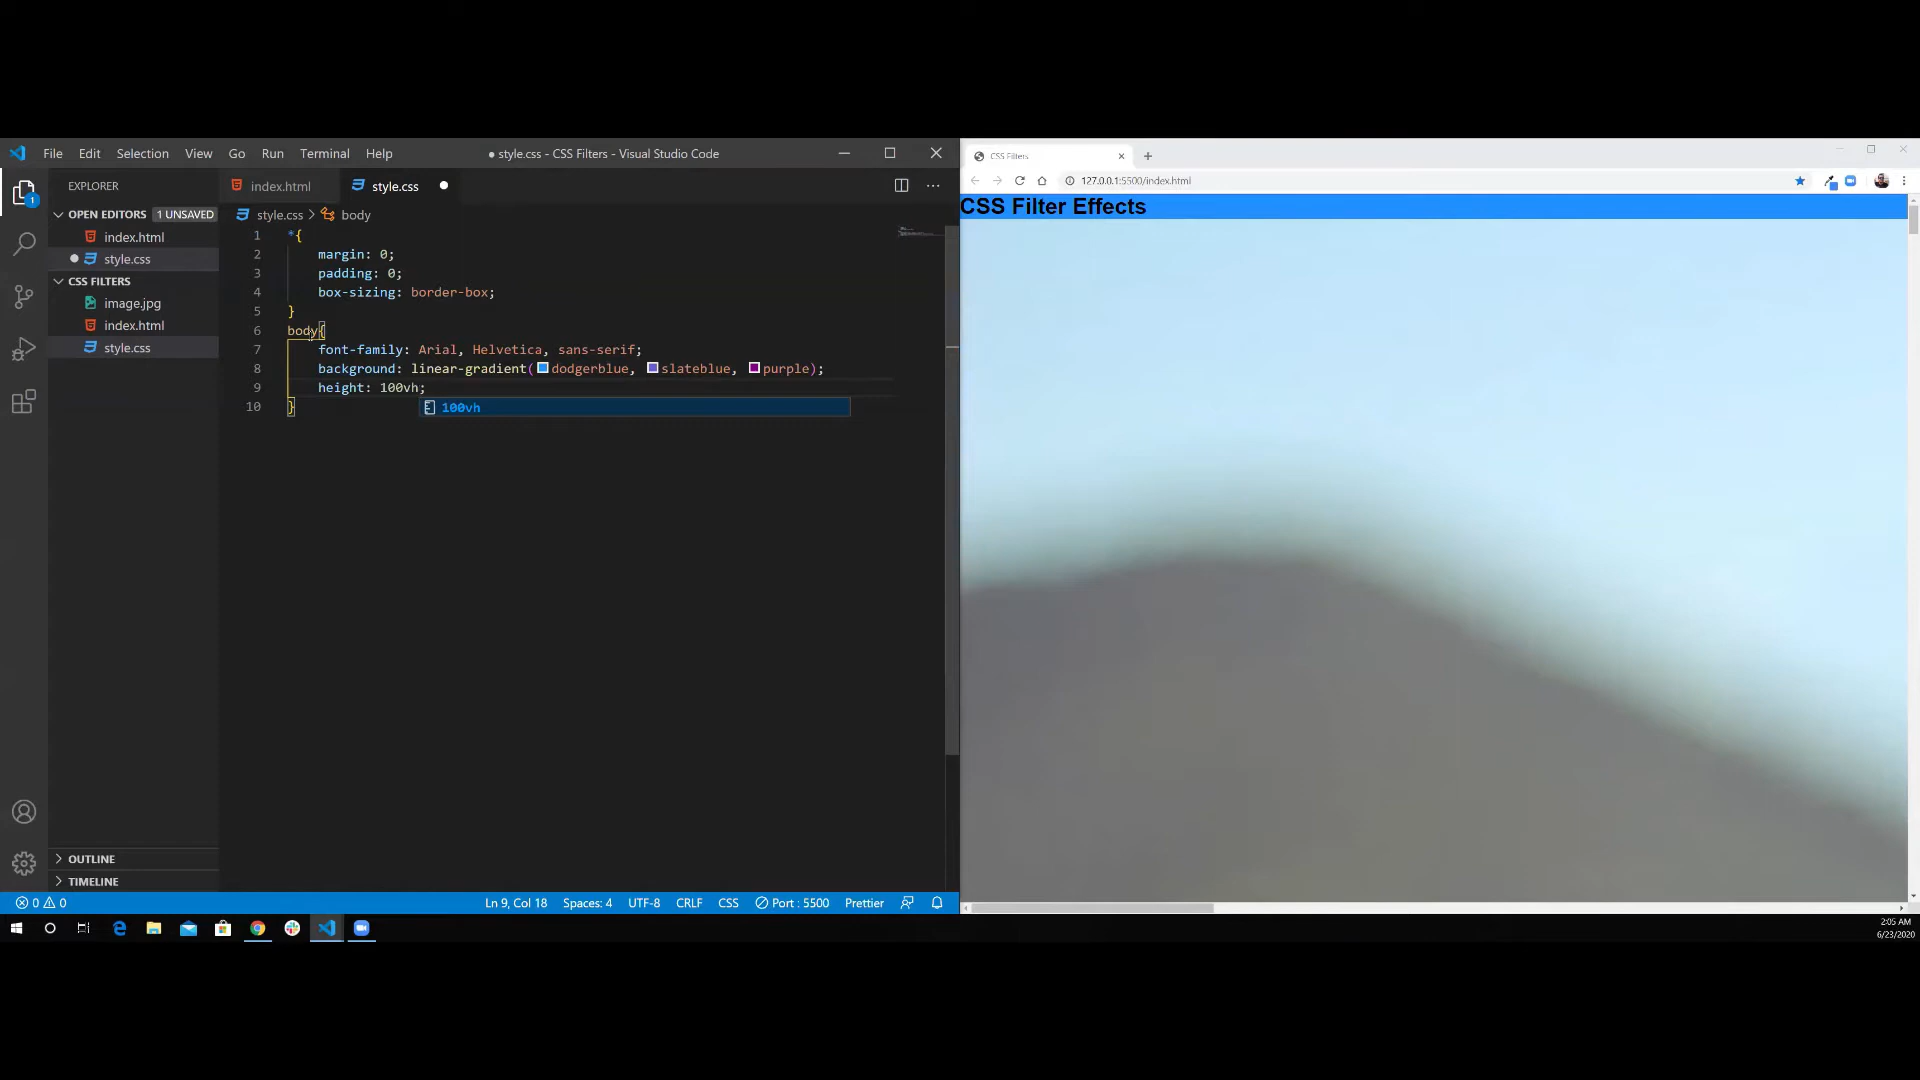 File Edit Selection View Go Run Terminal Help
● style.css - CSS Filters - Visual Studio Code
EXPLORER
OPEN EDITORS 1 UNSAVED
index.html
style.css
CSS FILTERS
image.jpg
index.html
style.css
OUTLINE
TIMELINE
1
index.html
style.css
style.css > body
1 *{
2 margin: 0;
3 padding: 0;
4 box-sizing: border-box;
5 }
6 body{
7 font-family: Arial, Helvetica, sans-serif;
8 background: linear-gradient(dodgerblue, slateblue, purple);
9 height: 100vh;
10 }
100vh
0 0
Ln 9, Col 18 Spaces: 4 UTF-8 CRLF CSS Port : 5500 Prettier
CSS Filters
127.0.0.1:5500/index.html
CSS Filter Effects
2:05 AM
6/23/2020